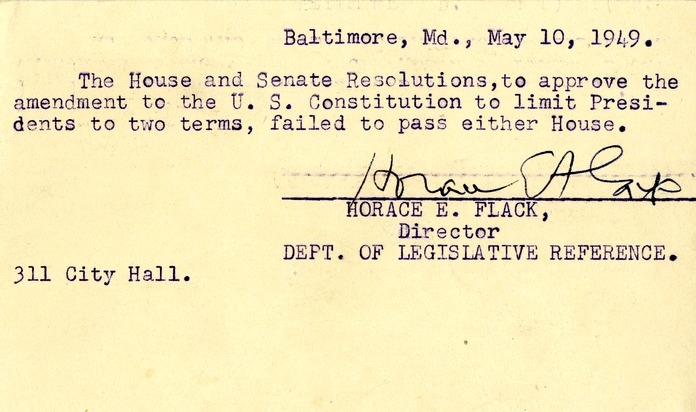 Baltimore, Md., May 10, 1949.
The House and Senate Resolutions,to approve the
amendment to the U. S. Constitution to limit Presi-
dents to two terms, failed to pass either House.
Horace E Flack
HORACE E. FLACK,
Director
DEPT. OF LEGISLATIVE REFERENCE.
311 City Hall.